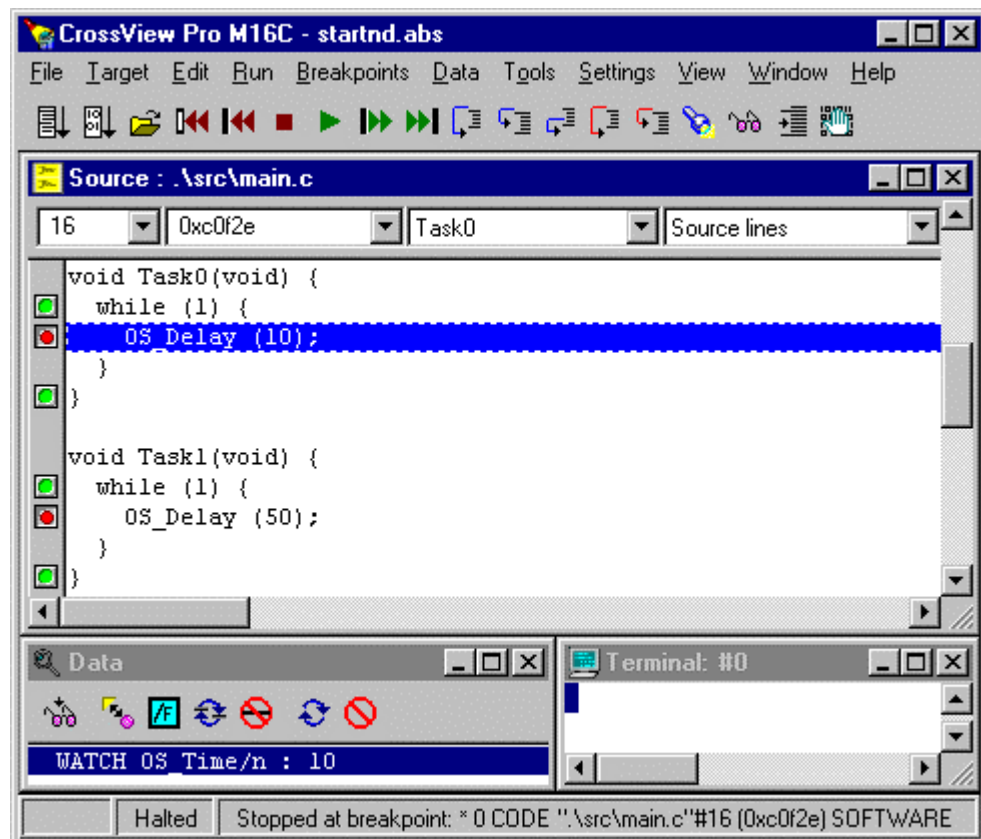 CrossView Pro M16C - startnd.abs
File Target Edit Run Breakpoints Data Tools Settings View Window Help
Source : .\src\main.c
16 0xc0f2e Task0 Source lines
void Task0(void) {
while (1) {
OS_Delay (10);
}
}
void Task1(void) {
while (1) {
OS_Delay (50);
}
}
Data
Terminal: #0
/F
WATCH OS_Time/n : 10
Halted Stopped at breakpoint: * 0 CODE ".\src\main.c"#16 (0xc0f2e) SOFTWARE